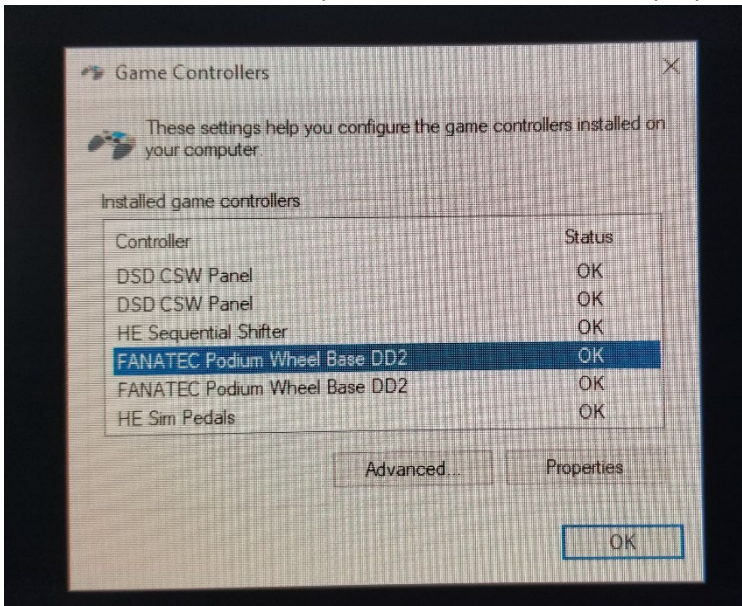 Game Controllers
These settings help you configure the game controllers installed on
your computer.
Installed game controllers
Controller Status
DSD CSW Panel OK
DSD CSW Panel OK
HE Sequential Shifter OK
FANATEC Podium Wheel Base DD2 OK
FANATEC Podium Wheel Base DD2 OK
HE Sim Pedals OK
Advanced... Properties
OK